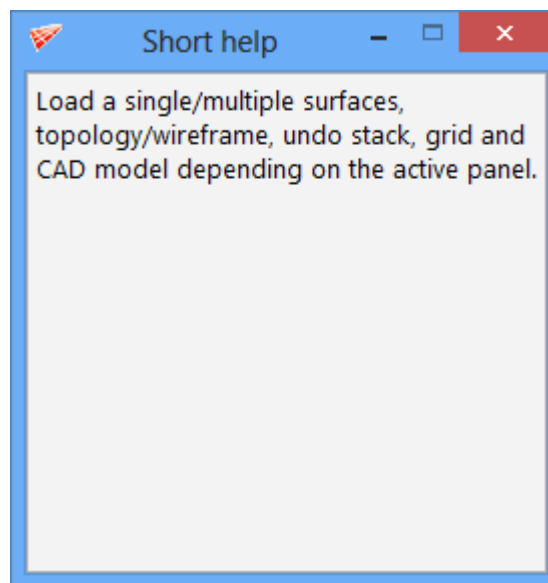 Short help
Load a single/multiple surfaces,
topology/wireframe, undo stack, grid and
CAD model depending on the active panel.